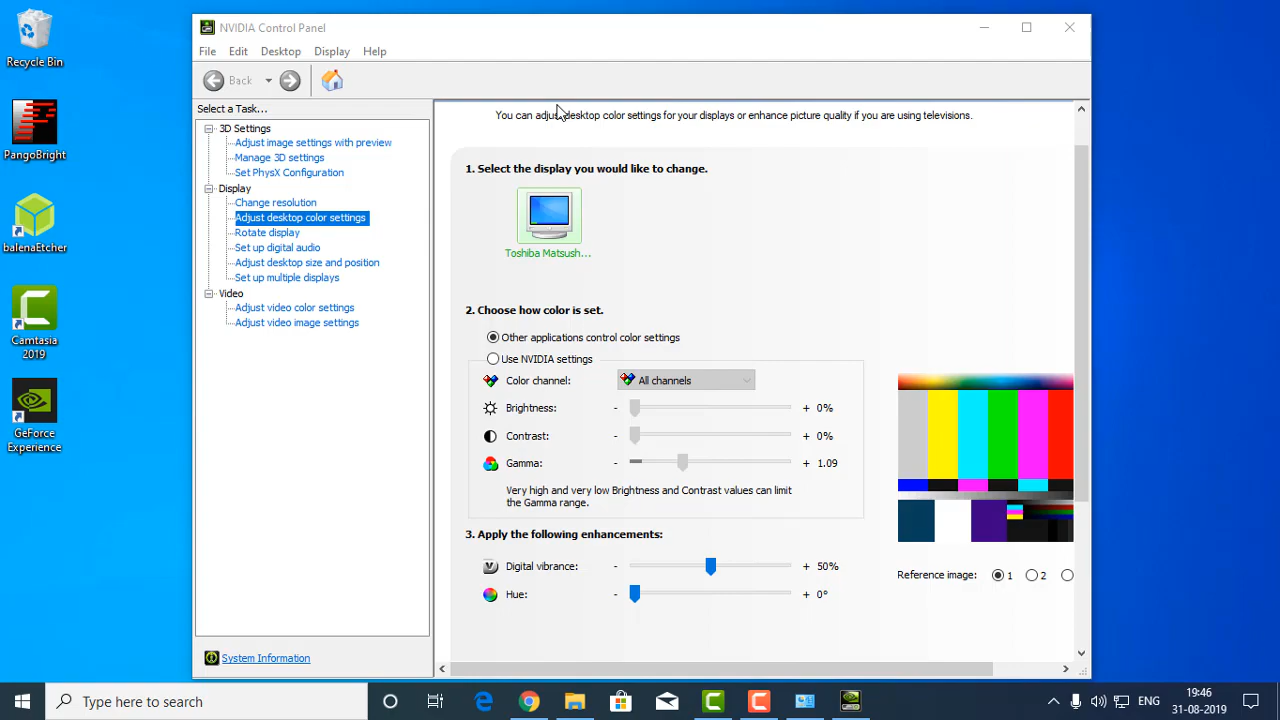 Recycle Bin
PangoBright
balenaEtcher
Camtasia
2019
GeForce
Experience
NVIDIA Control Panel
File Edit Desktop Display Help
Back
Select a Task...
3D Settings
Adjust image settings with preview
Manage 3D settings
Set PhysX Configuration
Display
Change resolution
Adjust desktop color settings
Rotate display
Set up digital audio
Adjust desktop size and position
Set up multiple displays
Video
Adjust video color settings
Adjust video image settings
System Information
You can adjust desktop color settings for your displays or enhance picture quality if you are using televisions.
1. Select the display you would like to change.
Toshiba Matsush...
2. Choose how color is set.
Other applications control color settings
Use NVIDIA settings
Color channel: All channels
Brightness: - + 0%
Contrast: - + 0%
Gamma: - + 1.09
Very high and very low Brightness and Contrast values can limit
the Gamma range.
3. Apply the following enhancements:
Digital vibrance: - + 50%
Hue: - + 0°
Reference image: 1 2
Type here to search
ENG
19:46
31-08-2019